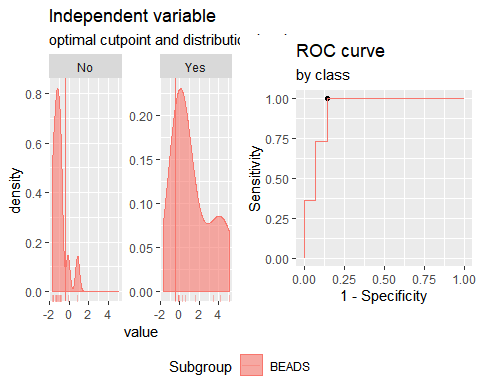 Independent variable
optimal cutpoint and distributio
No
Yes
0.8
0.6
0.4
0.2
0.0
density
0.20
0.15
0.10
0.05
0.00
-2 0 2 4
-2 0 2 4
value
ROC curve
by class
1.00
0.75
0.50
0.25
0.00
Sensitivity
0.00 0.25 0.50 0.75 1.00
1 - Specificity
Subgroup
BEADS